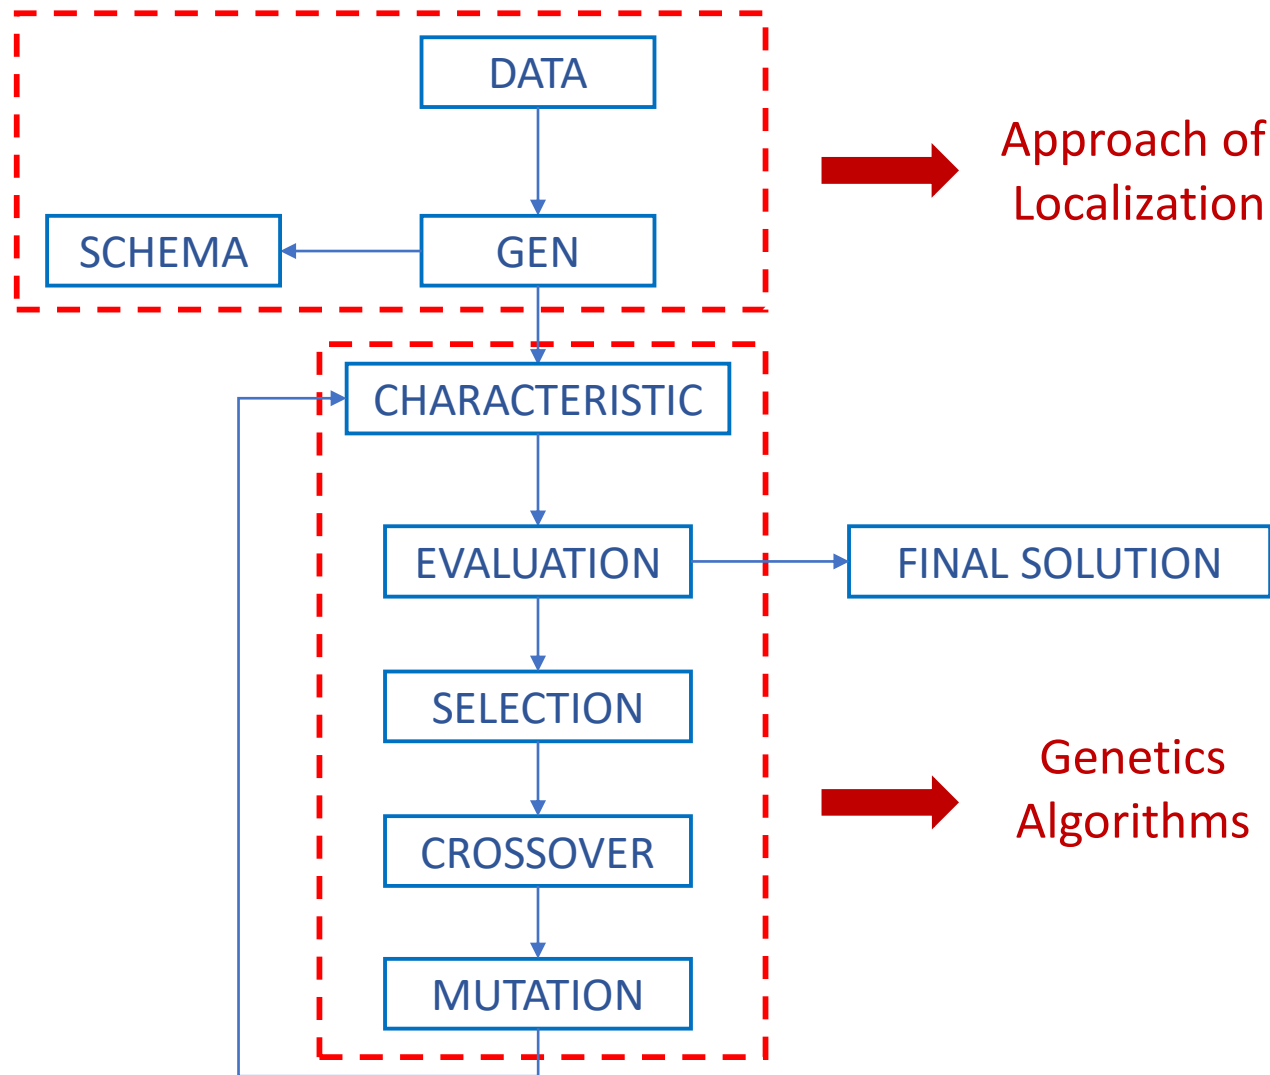 DATA
Approach of
Localization
SCHEMA
GEN
CHARACTERISTIC
EVALUATION
FINAL SOLUTION
SELECTION
Genetics
Algorithms
CROSSOVER
MUTATION